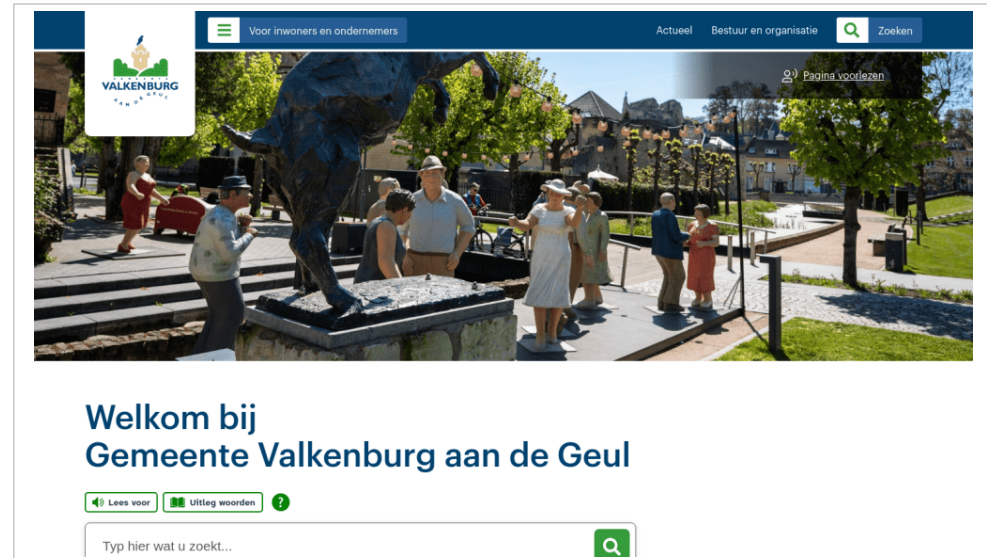 Voor inwoners en ondernemers
Actueel
Bestuur en organisatie
Zoeken
GEMEENTE
VALKENBURG
AAN DE GEUL
Pagina voorlezen
Welkom bij
Gemeente Valkenburg aan de Geul
Lees voor
Uitleg woorden
?
Typ hier wat u zoekt...